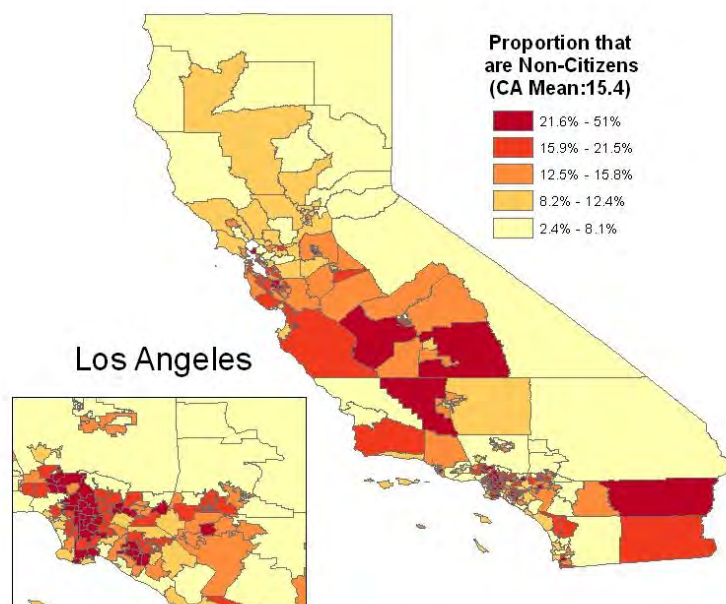 Proportion that
are Non-Citizens
(CA Mean:15.4)
21.6% - 51%
15.9% - 21.5%
12.5% - 15.8%
8.2% - 12.4%
2.4% - 8.1%
Los Angeles